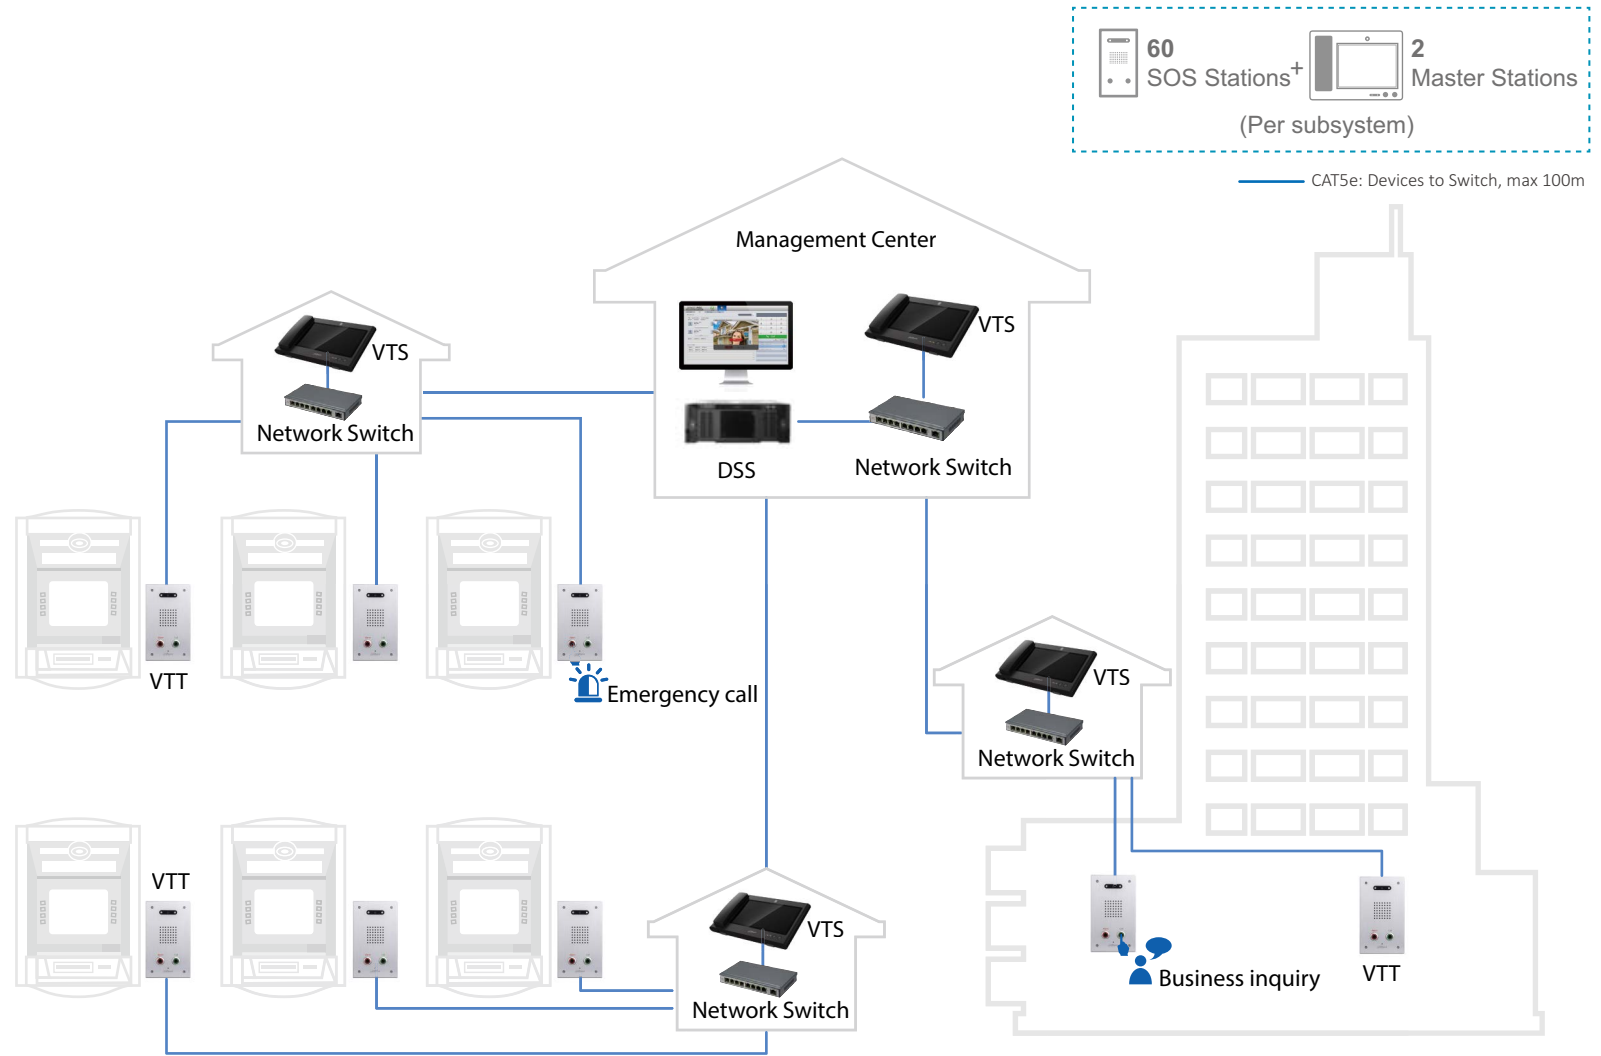 60
SOS Stations
+
2
Master Stations
(Per subsystem)
CAT5e: Devices to Switch, max 100m
Management Center
VTS
DSS
Network Switch
VTS
Network Switch
VTT
Emergency call
VTS
Network Switch
VTT
VTS
Network Switch
Business inquiry
VTT